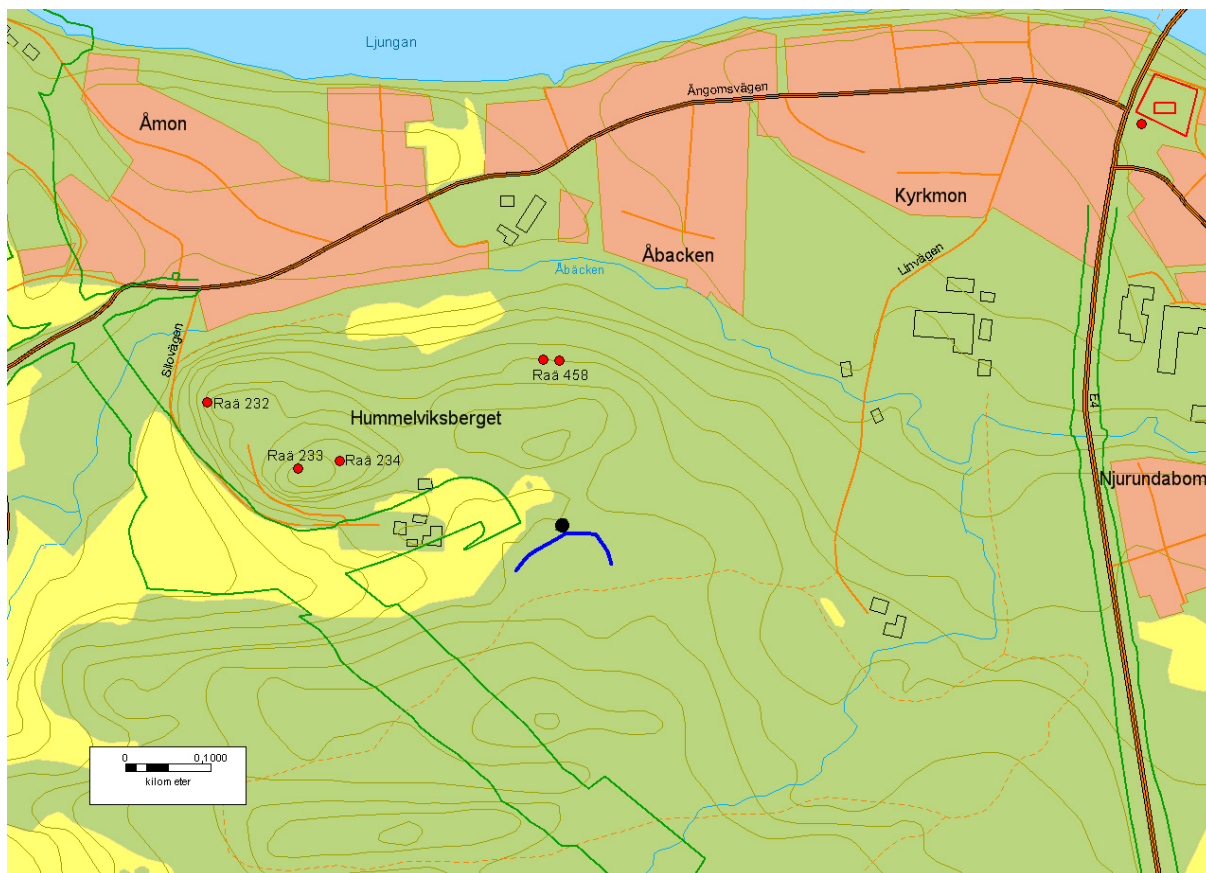 Ljungan
Ångomsvägen
Åmon
Kyrkmon
Åbacken
Åbäcken
Linvägen
Silovägen
Raä 458
E4
Raä 232
Hummelviksberget
Raä 233
Raä 234
Njurundabom
0 0,1000
kilometer